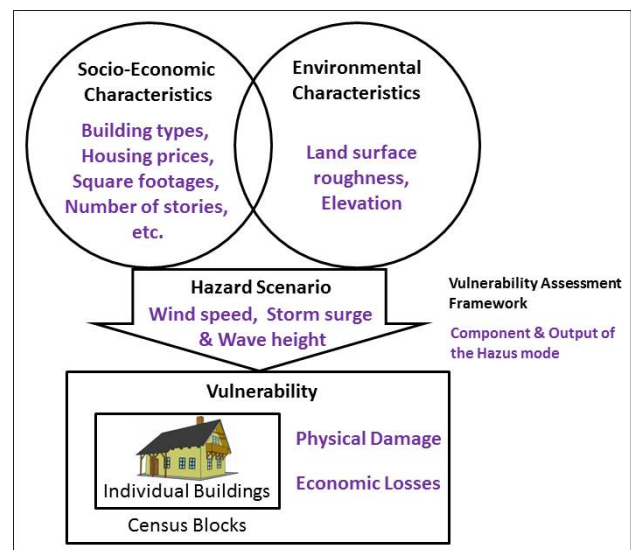 Socio-Economic
Characteristics
Building types,
Housing prices,
Square footages,
Number of stories,
etc.
Environmental
Characteristics
Land surface
roughness,
Elevation
Hazard Scenario
Wind speed, Storm surge
& Wave height
Vulnerability Assessment
Framework
Component & Output of
the Hazus mode
Vulnerability
Individual Buildings
Census Blocks
Physical Damage
Economic Losses